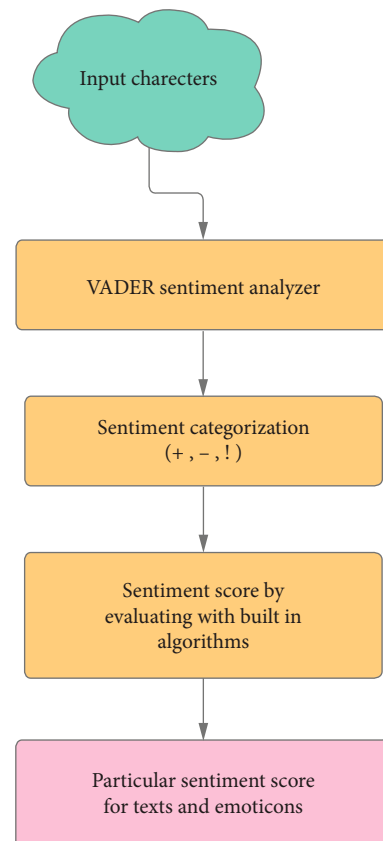 Input charecters
VADER sentiment analyzer
Sentiment categorization
(+ , – , ! )
Sentiment score by
evaluating with built in
algorithms
Particular sentiment score
for texts and emoticons